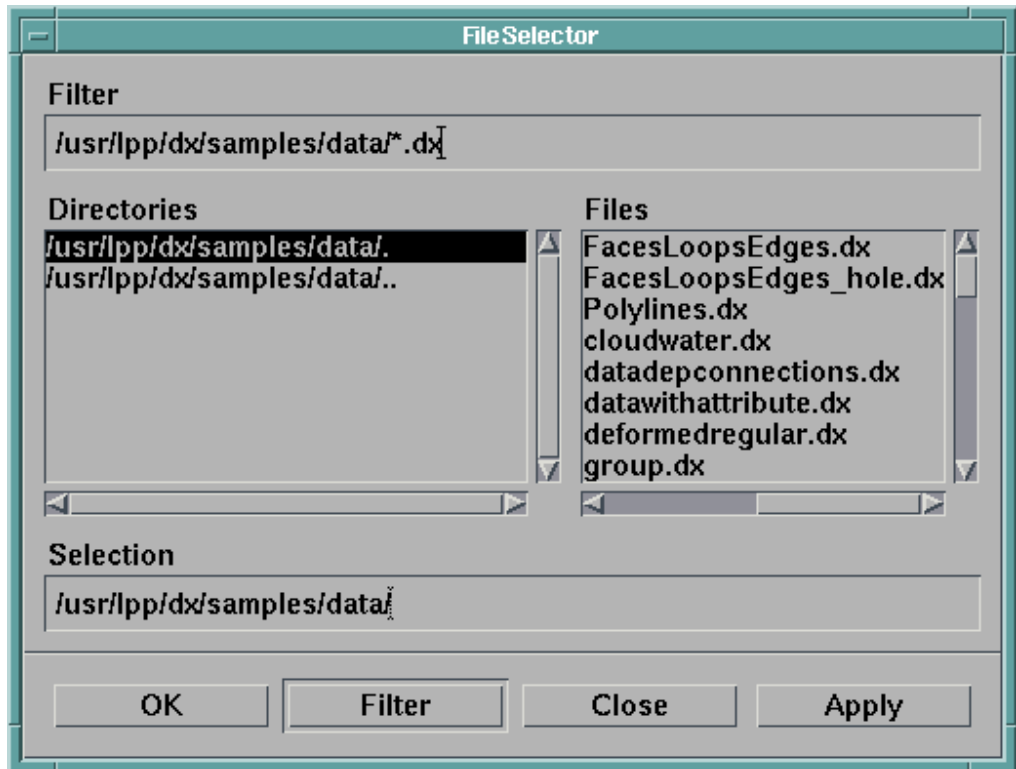 FileSelector
Filter
/usr/lpp/dx/samples/data/*.dx
Directories
/usr/lpp/dx/samples/data/.
/usr/lpp/dx/samples/data/..
Files
FacesLoopsEdges.dx
FacesLoopsEdges_hole.dx
Polylines.dx
cloudwater.dx
datadepconnections.dx
datawithattribute.dx
deformedregular.dx
group.dx
Selection
/usr/lpp/dx/samples/data/
OK Filter Close Apply